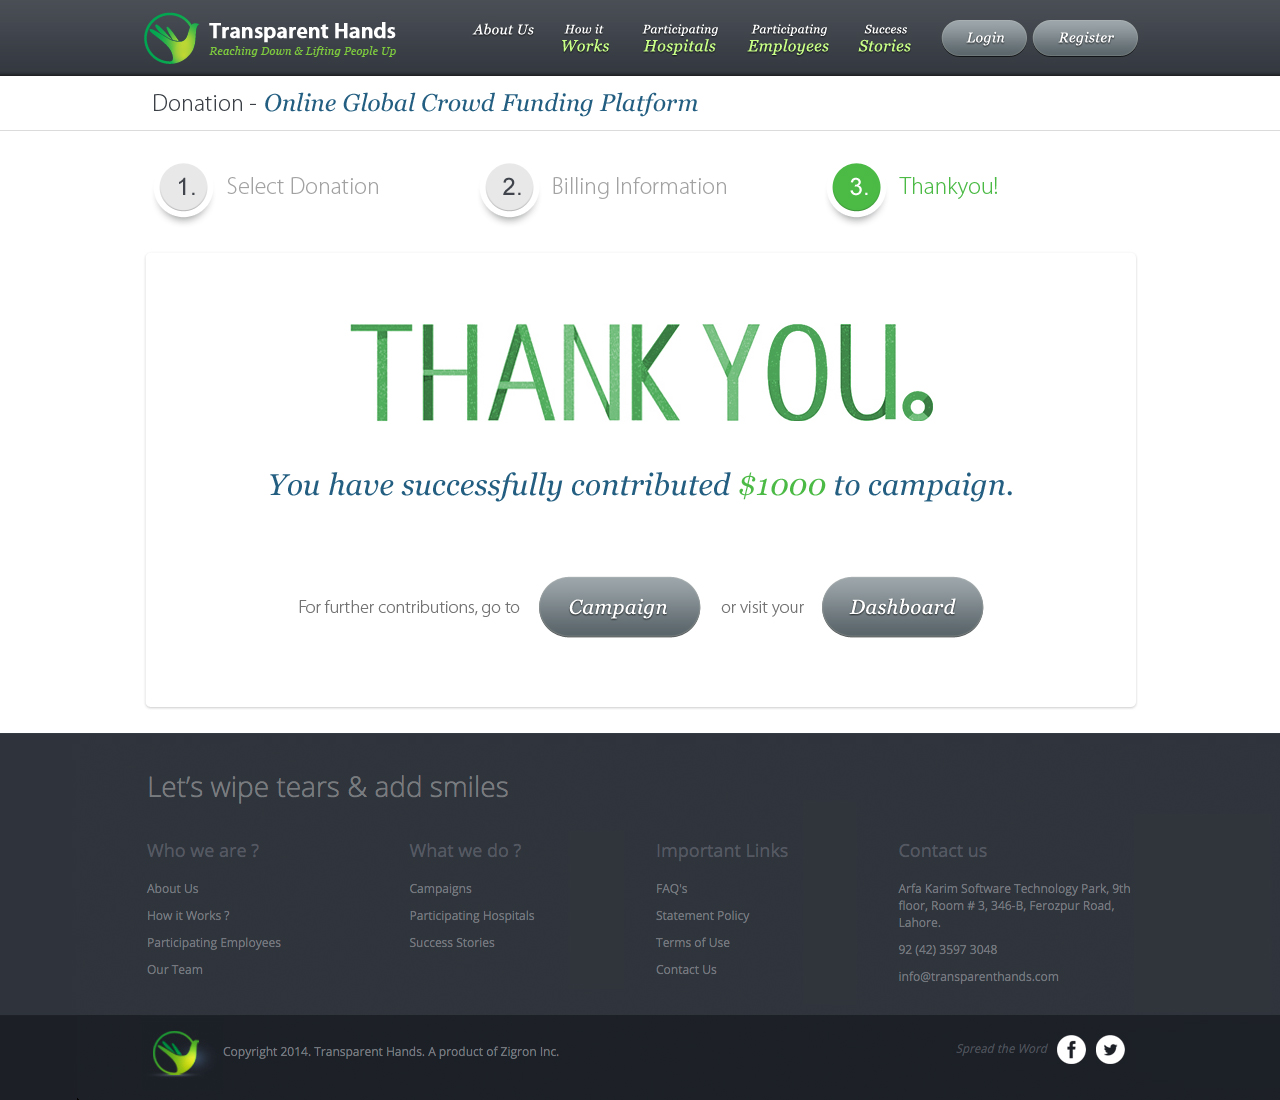 Transparent Hands
Reaching Down & Lifting People Up
About Us
How it
Works
Participating
Hospitals
Participating
Employees
Success
Stories
Login
Register
Donation - Online Global Crowd Funding Platform
1. Select Donation
2. Billing Information
3. Thankyou!
THANK YOU.
You have successfully contributed $1000 to campaign.
For further contributions, go to Campaign or visit your Dashboard
Let's wipe tears & add smiles
Who we are ?
About Us
How it Works ?
Participating Employees
Our Team
What we do ?
Campaigns
Participating Hospitals
Success Stories
Important Links
FAQ's
Statement Policy
Terms of Use
Contact Us
Contact us
Arfa Karim Software Technology Park, 9th
floor, Room # 3, 346-B, Ferozpur Road,
Lahore.
92 (42) 3597 3048
info@transparenthands.com
Copyright 2014. Transparent Hands. A product of Zigron Inc.
Spread the Word